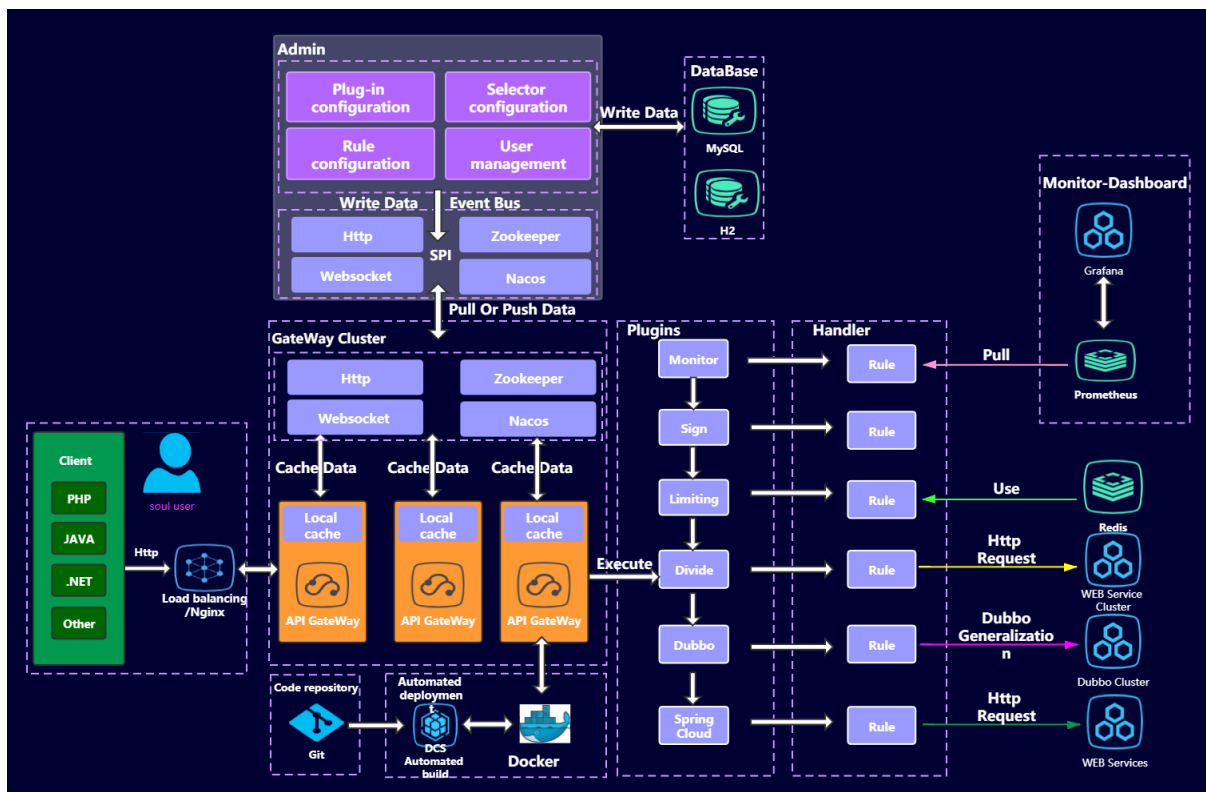 Admin
Plug-in
configuration
Selector
configuration
Rule
configuration
User
management
Write Data
Event Bus
Http
Zookeeper
SPI
Websocket
Nacos
Write Data
DataBase
MySQL
H2
Monitor-Dashboard
Grafana
Prometheus
Pull Or Push Data
GateWay Cluster
Http
Zookeeper
Websocket
Nacos
Cache Data
Cache Data
Cache Data
Local
cache
Local
cache
Local
cache
API GateWay
API GateWay
API GateWay
Client
PHP
JAVA
.NET
Other
soul user
Http
Load balancing
/Nginx
Execute
Plugins
Monitor
Sign
Limiting
Divide
Dubbo
Spring
Cloud
Handler
Rule
Rule
Rule
Rule
Rule
Rule
Pull
Use
Redis
Http
Request
WEB Service
Cluster
Dubbo
Generalizatio
n
Dubbo Cluster
Http
Request
WEB Services
Code repository
Git
Automated
deploymen
t
DCS
Automated
build
Docker